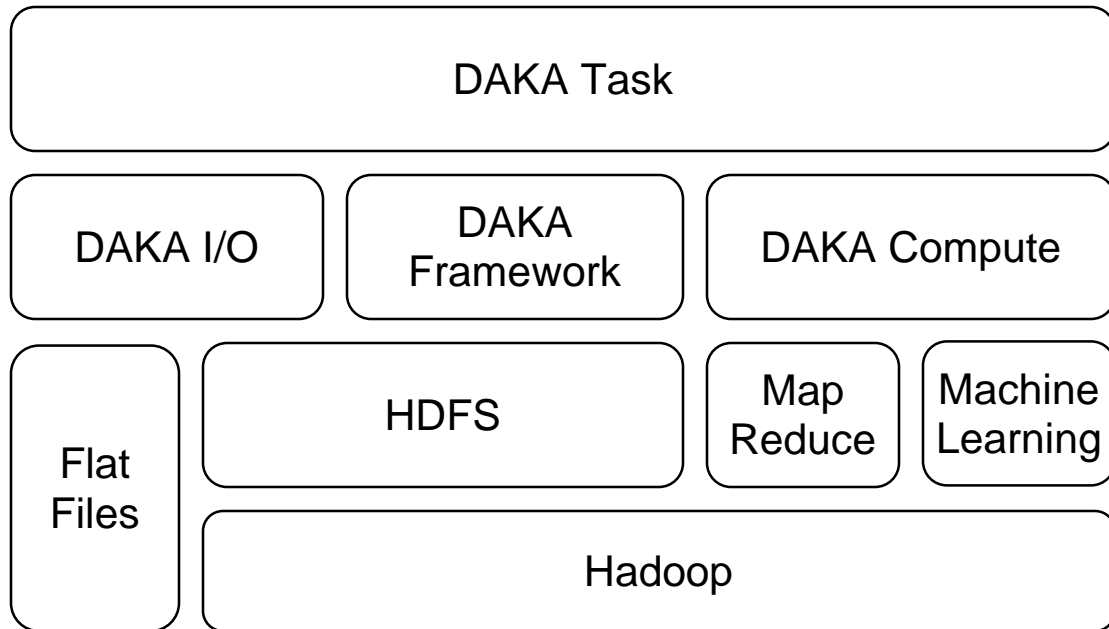 DAKA Task
DAKA I/O
DAKA
Framework
DAKA Compute
Flat
Files
HDFS
Map
Reduce
Machine
Learning
Hadoop